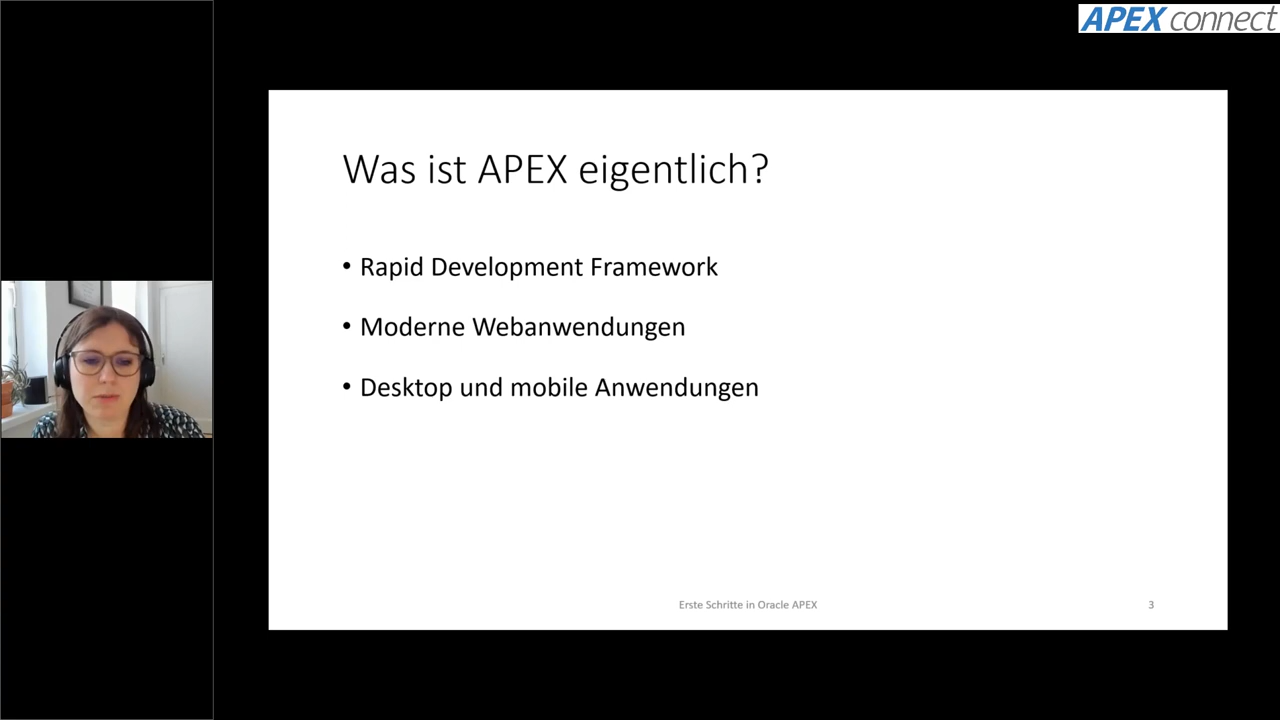 APEX connect
Was ist APEX eigentlich?
• Rapid Development Framework
• Moderne Webanwendungen
• Desktop und mobile Anwendungen
Erste Schritte in Oracle APEX
3